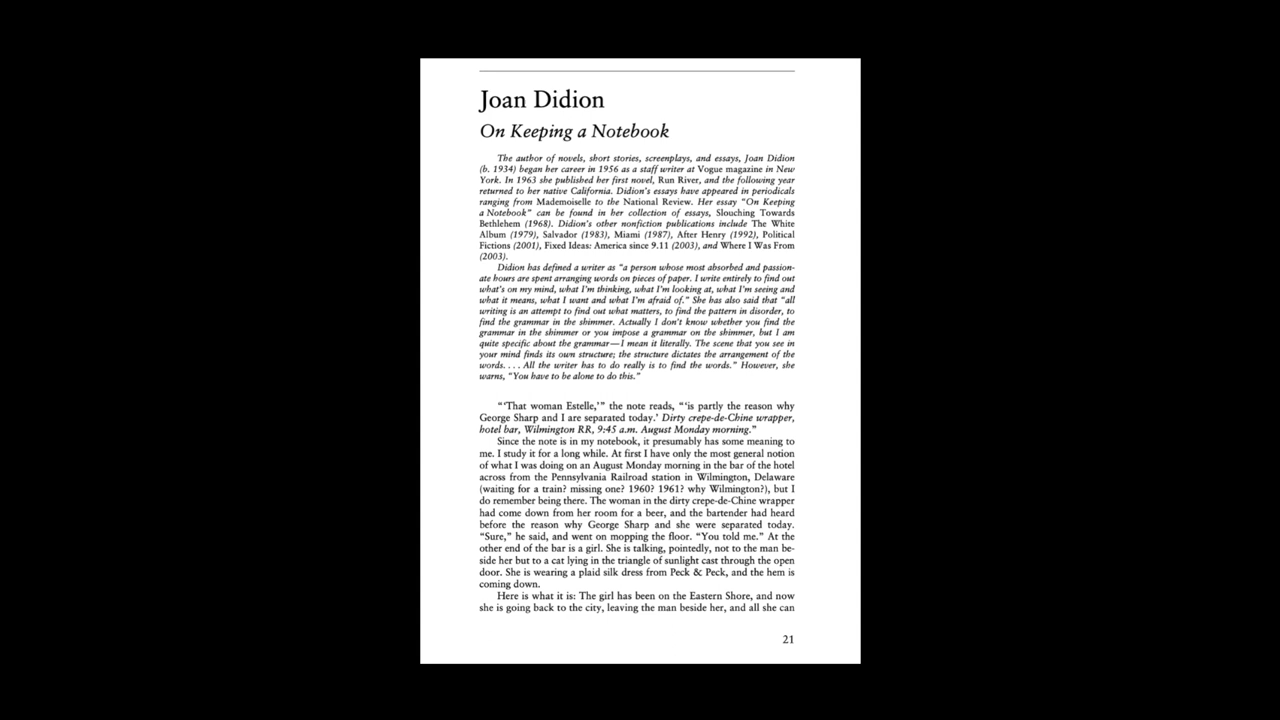 Joan Didion
On Keeping a Notebook
The author of novels, short stories, screenplays, and essays, Joan Didion
(b. 1934) began her career in 1956 as a staff writer at Vogue magazine in New
York. In 1963 she published her first novel, Run River, and the following year
returned to her native California. Didion's essays have appeared in periodicals
ranging from Mademoiselle to the National Review. Her essay "On Keeping
a Notebook" can be found in her collection of essays, Slouching Towards
Bethlehem (1968). Didion's other nonfiction publications include The White
Album (1979), Salvador (1983), Miami (1987), After Henry (1992), Political
Fictions (2001), Fixed Ideas: America since 9.11 (2003), and Where I Was From
(2003).
Didion has defined a writer as "a person whose most absorbed and passion-
ate hours are spent arranging words on pieces of paper. I write entirely to find out
what's on my mind, what I'm thinking, what I'm looking at, what I'm seeing and
what it means, what I want and what I'm afraid of." She has also said that "all
writing is an attempt to find out what matters, to find the pattern in disorder, to
find the grammar in the shimmer. Actually I don't know whether you find the
grammar in the shimmer or you impose a grammar on the shimmer, but I am
quite specific about the grammar—I mean it literally. The scene that you see in
your mind finds its own structure; the structure dictates the arrangement of the
words. . . . All the writer has to do really is to find the words." However, she
warns, "You have to be alone to do this."
"'That woman Estelle,'" the note reads, "'is partly the reason why
George Sharp and I are separated today.' Dirty crepe-de-Chine wrapper,
hotel bar, Wilmington RR, 9:45 a.m. August Monday morning."
Since the note is in my notebook, it presumably has some meaning to
me. I study it for a long while. At first I have only the most general notion
of what I was doing on an August Monday morning in the bar of the hotel
across from the Pennsylvania Railroad station in Wilmington, Delaware
(waiting for a train? missing one? 1960? 1961? why Wilmington?), but I
do remember being there. The woman in the dirty crepe-de-Chine wrapper
had come down from her room for a beer, and the bartender had heard
before the reason why George Sharp and she were separated today.
"Sure," he said, and went on mopping the floor. "You told me." At the
other end of the bar is a girl. She is talking, pointedly, not to the man be-
side her but to a cat lying in the triangle of sunlight cast through the open
door. She is wearing a plaid silk dress from Peck & Peck, and the hem is
coming down.
Here is what it is: The girl has been on the Eastern Shore, and now
she is going back to the city, leaving the man beside her, and all she can
21